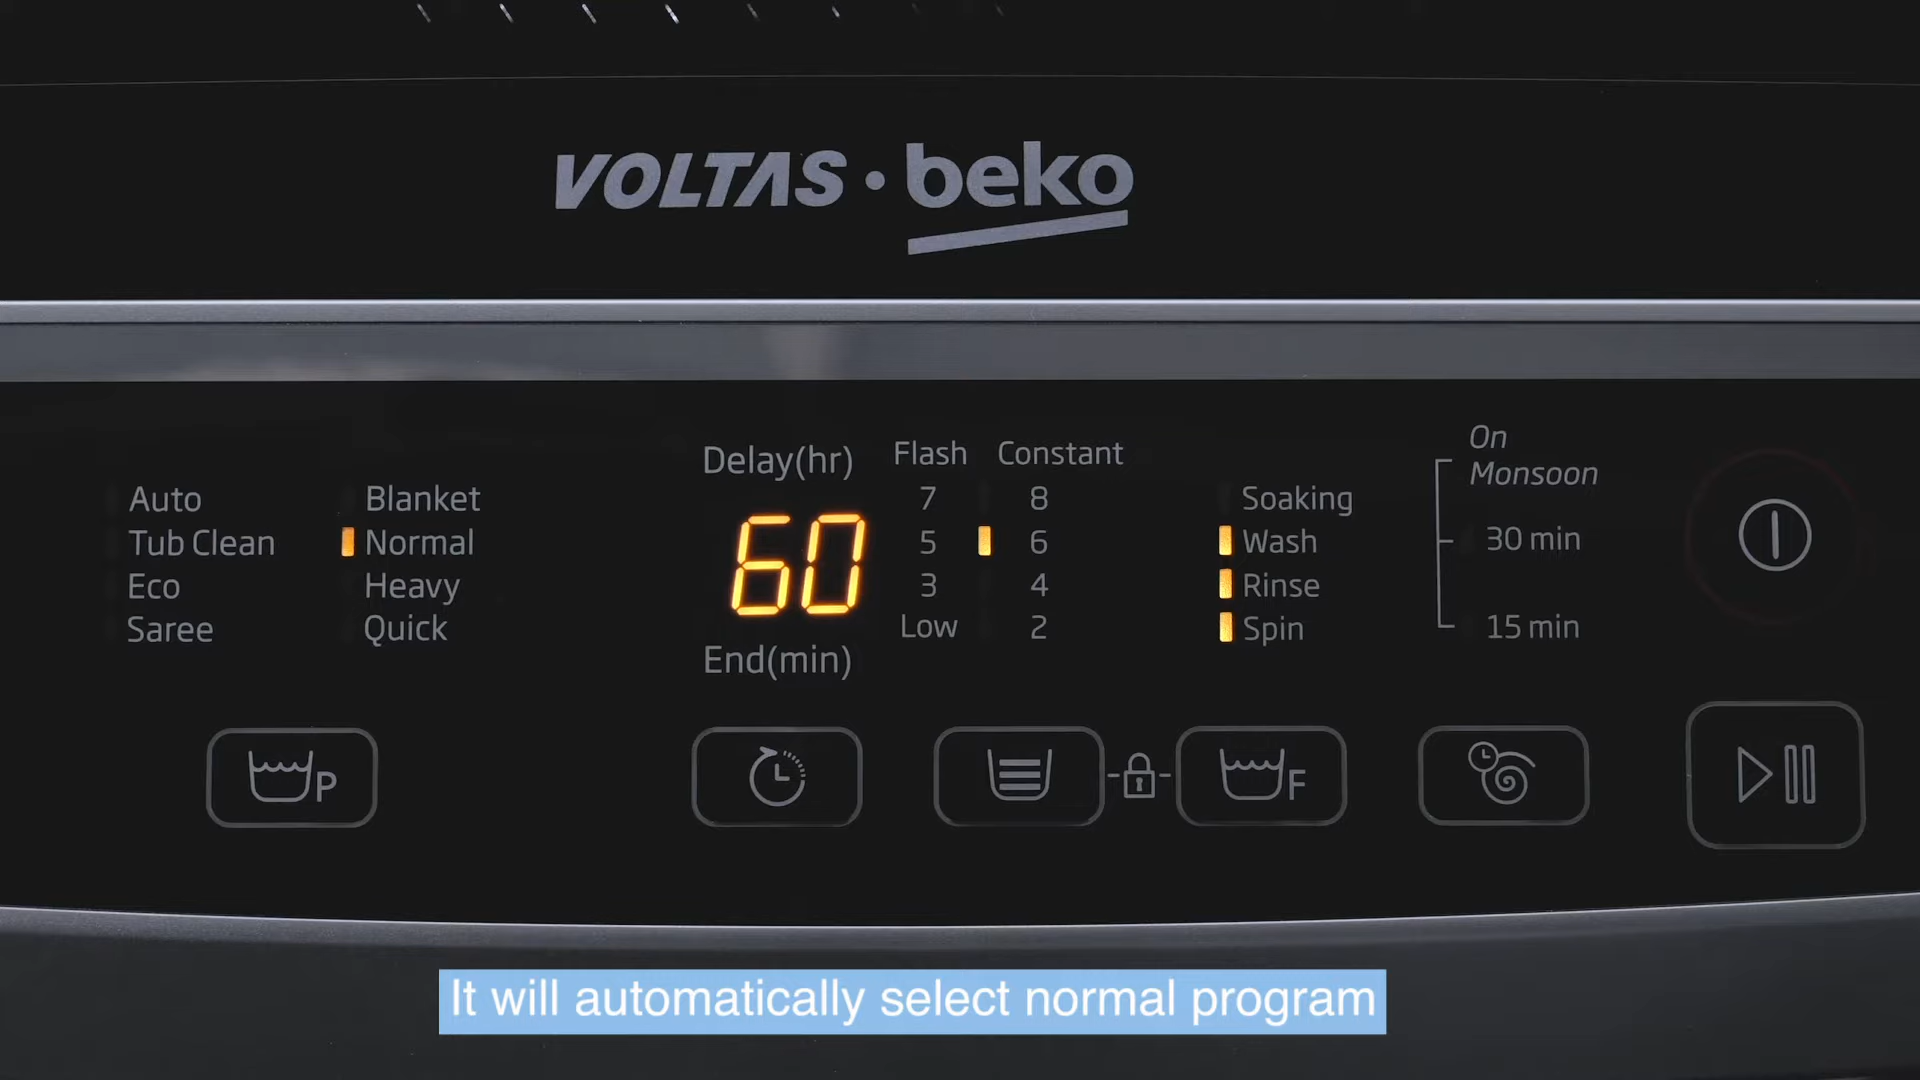 VOLTAS • beko
Delay(hr) Flash Constant
On
Monsoon
Auto Blanket 7 8 Soaking
Tub Clean Normal 60 5 6 Wash 30 min
Eco Heavy 3 4 Rinse
Saree Quick Low 2 Spin 15 min
End(min)
P F
It will automatically select normal program